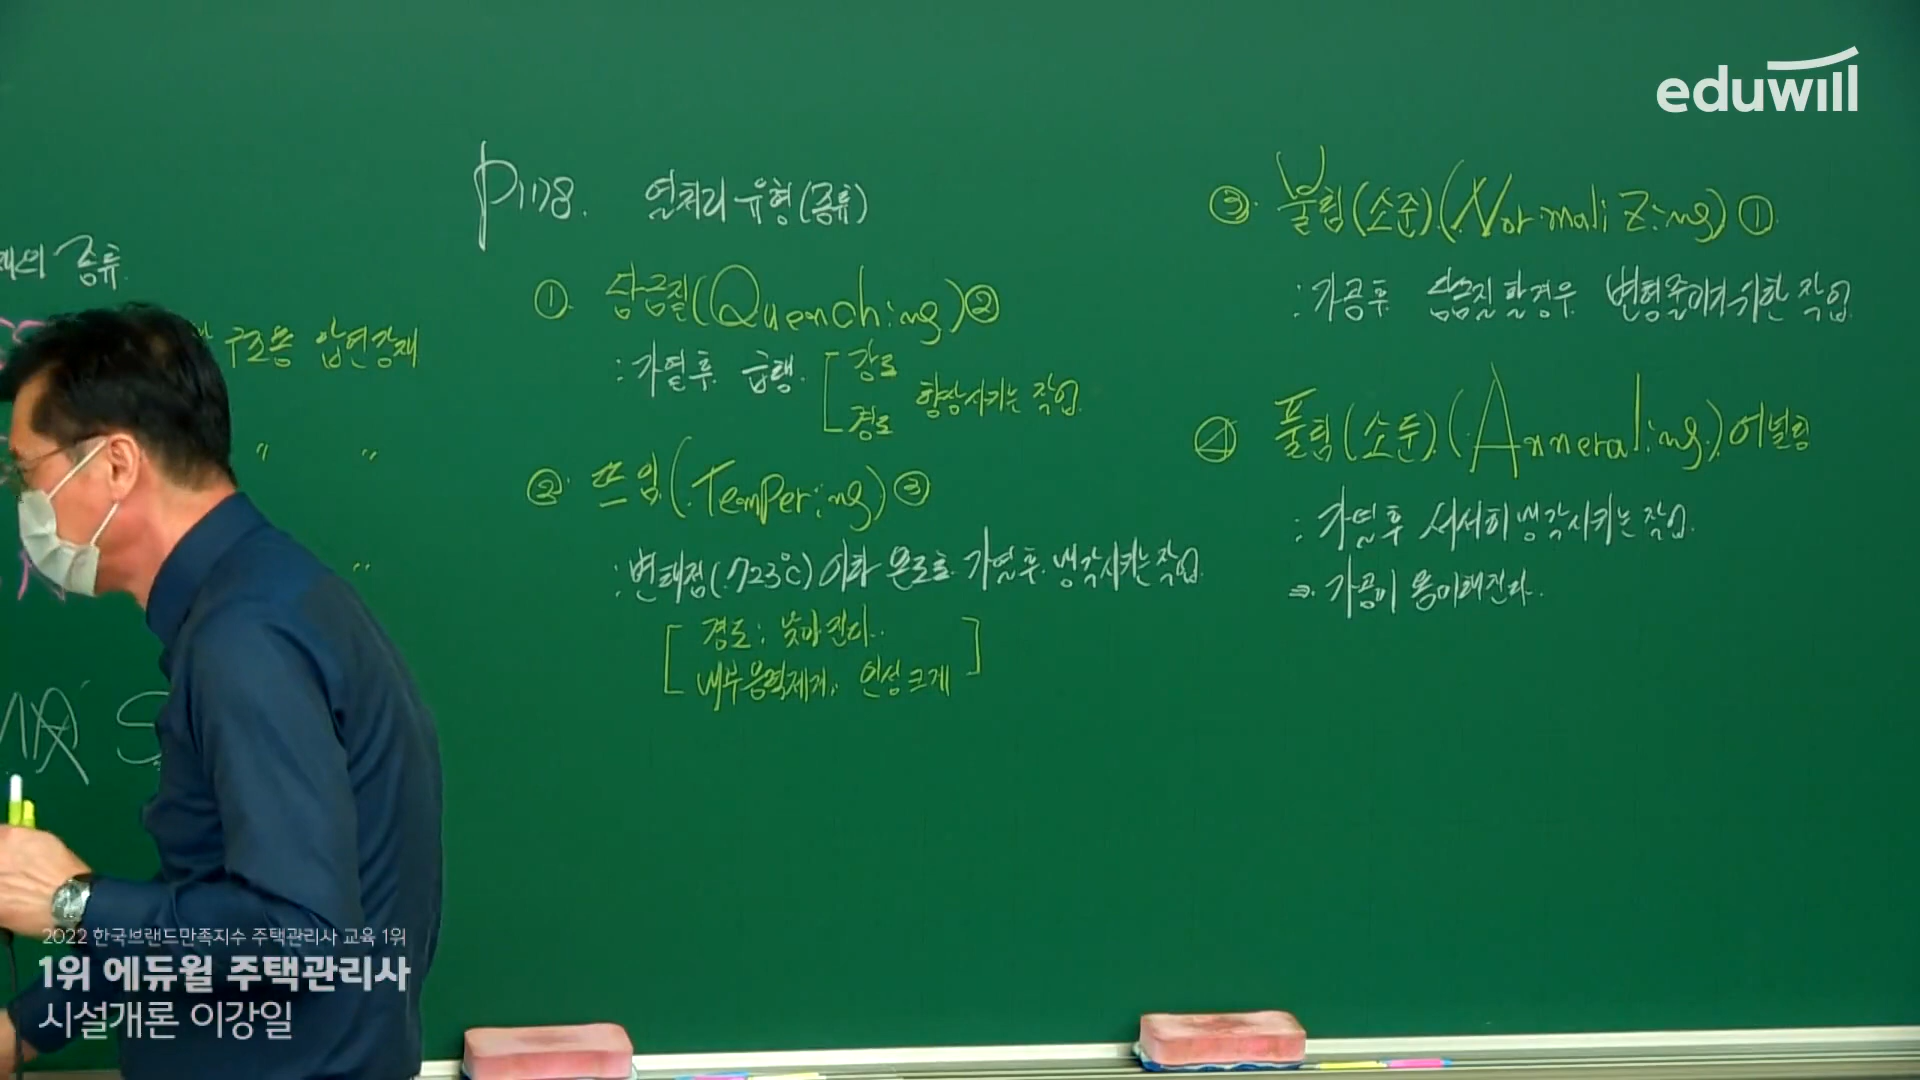 eduwill
P.178. 열처리 유형(종류)
① 담금질(Quenching)②
: 가열후 급랭.
강도
경도
향상시키는 작업.
② 뜨임(Tempering)③
: 변태점(723℃) 이하 온도로 가열후 냉각시키는 작업.
경도: 낮아진다.
내부응력제거, 인성크게
③ 불림(소준)(Normalizing)①
: 가공후 담금질할경우 변형줄이기위한 작업.
④ 풀림(소둔)(Annealing) 어닐링
: 가열후 서서히 냉각시키는 작업.
⇒ 가공이 용이해진다.
종류.
구조용 압연강재
〃 〃
〃
2022 한국브랜드만족지수 주택관리사 교육 1위
1위 에듀윌 주택관리사
시설개론 이강일